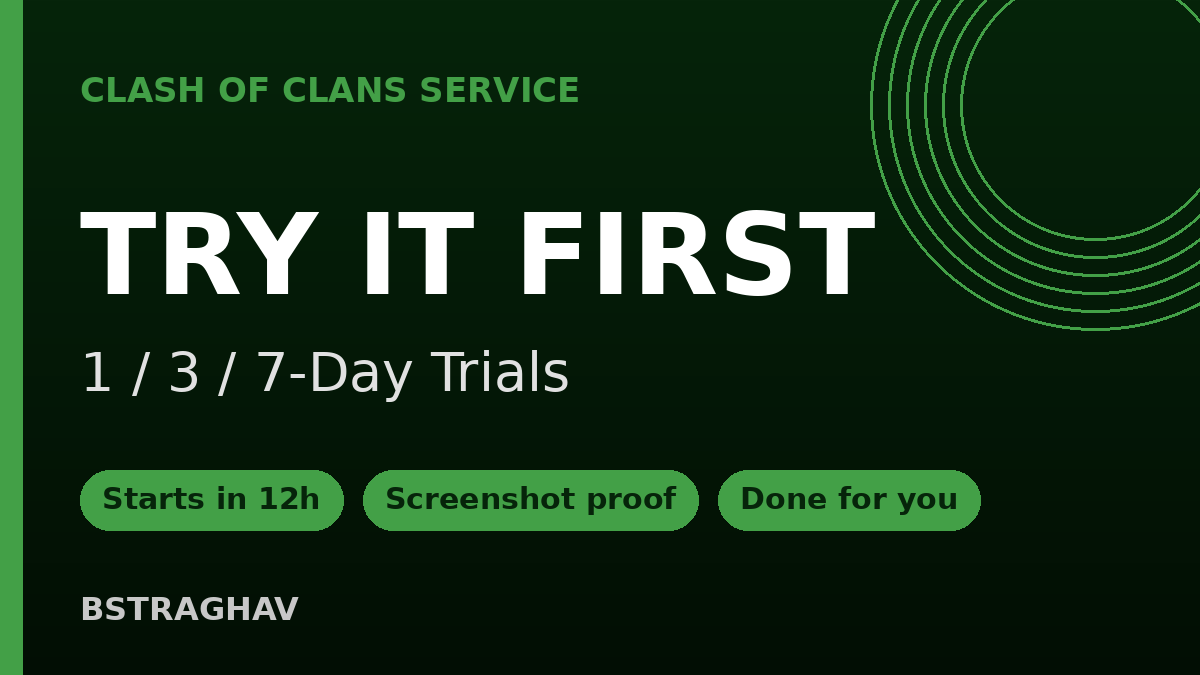 CLASH OF CLANS SERVICE
TRY IT FIRST
1 / 3 / 7-Day Trials
Starts in 12h Screenshot proof Done for you
BSTRAGHAV